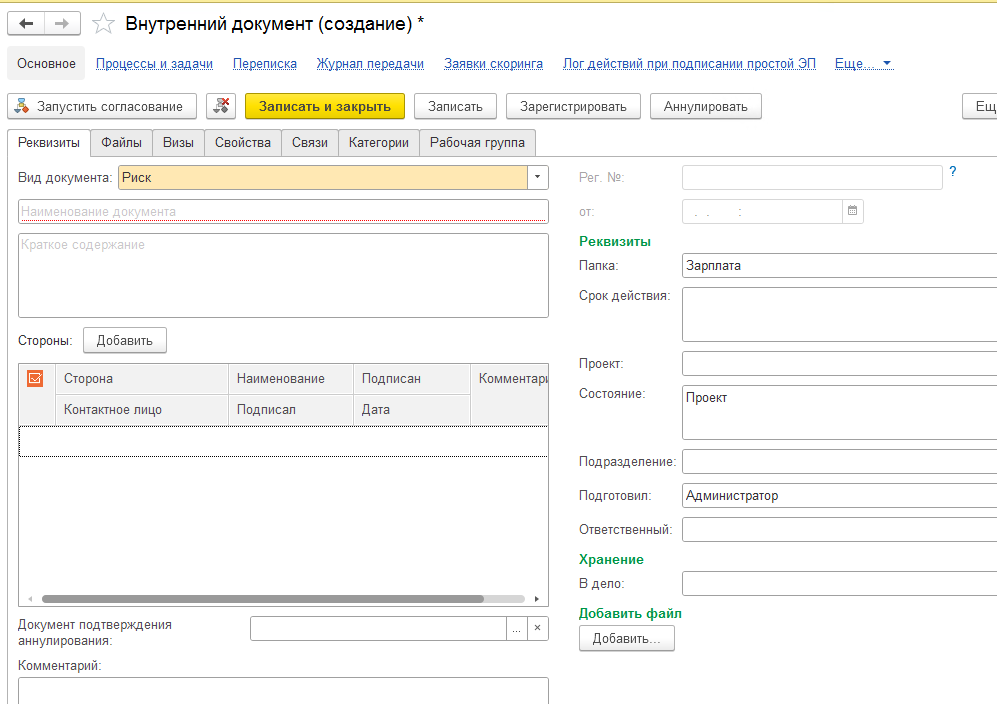 Внутренний документ (создание) *
Основное Процессы и задачи Переписка Журнал передачи Заявки скоринга Лог действий при подписании простой ЭП Еще...
Запустить согласование Записать и закрыть Записать Зарегистрировать Аннулировать Ещ
Реквизиты Файлы Визы Свойства Связи Категории Рабочая группа
Вид документа: Риск
Наименование документа
Краткое содержание
Стороны: Добавить
Сторона Наименование Подписан Комментари
Контактное лицо Подписал Дата
Документ подтверждения
аннулирования: ... ×
Комментарий:
Рег. №: ?
от: . . :
Реквизиты
Папка: Зарплата
Срок действия:
Проект:
Состояние: Проект
Подразделение:
Подготовил: Администратор
Ответственный:
Хранение
В дело:
Добавить файл
Добавить...